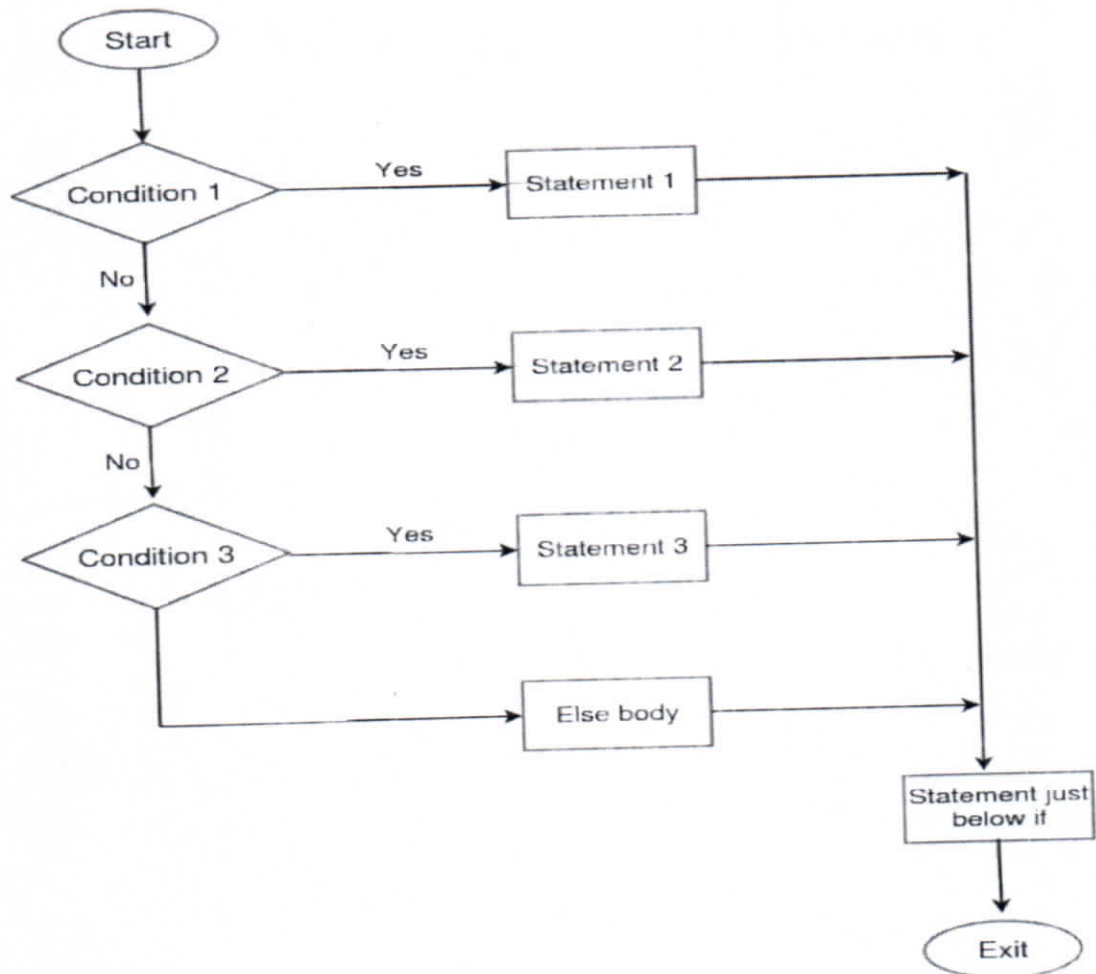 Start
Condition 1
Yes
Statement 1
No
Condition 2
Yes
Statement 2
No
Condition 3
Yes
Statement 3
Else body
Statement just
below if
Exit